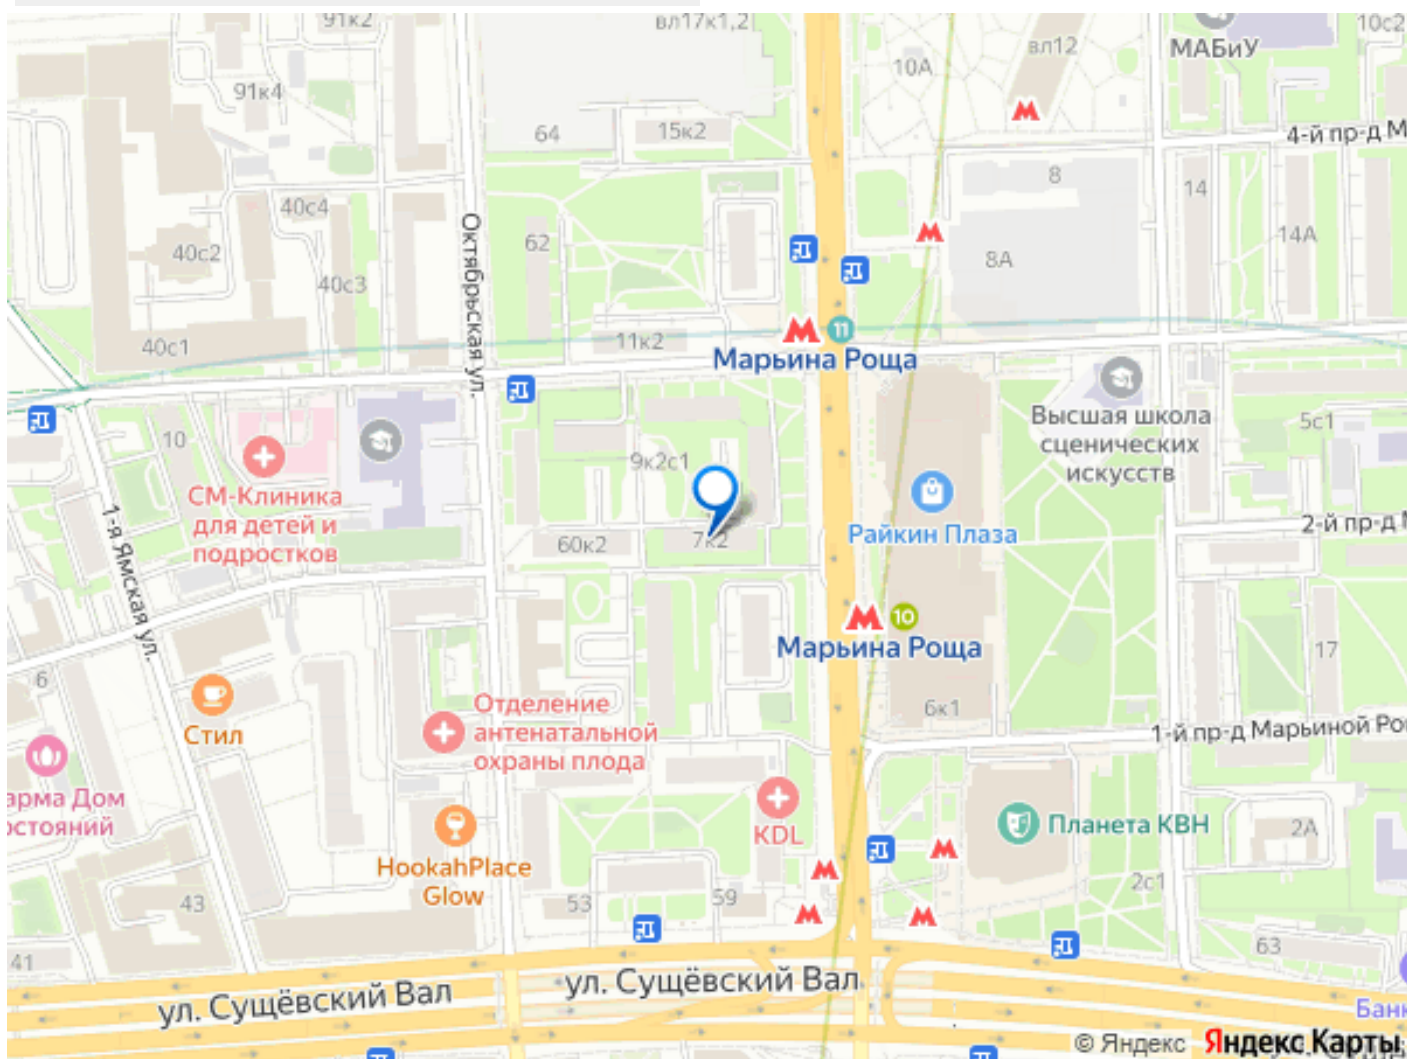 91к2
вл17к1,2
10с2
МАБиУ
вл12
10А
91к4
64
15к2
4-й пр-д М
8
14
40с4
Октябрьская ул.
62
14А
40с2
8А
40с3
11
11к2
40с1
Марьина Роща
Высшая школа
сценических
искусств
5с1
10
9к2с1
СМ-Клиника
для детей и
подростков
1-я Ямская ул.
Райкин Плаза
2-й пр-д М
60к2
7к2
10
Марьина Роща
17
6
Отделение
антенатальной
охраны плода
6к1
Стил
1-й пр-д Марьиной Ро
арма Дом
остояний
KDL
Планета КВН
2А
HookahPlace
Glow
2с1
43
53
59
63
41
ул. Сущёвский Вал
ул. Сущёвский Вал
Банк
© Яндекс Яндекс Карты